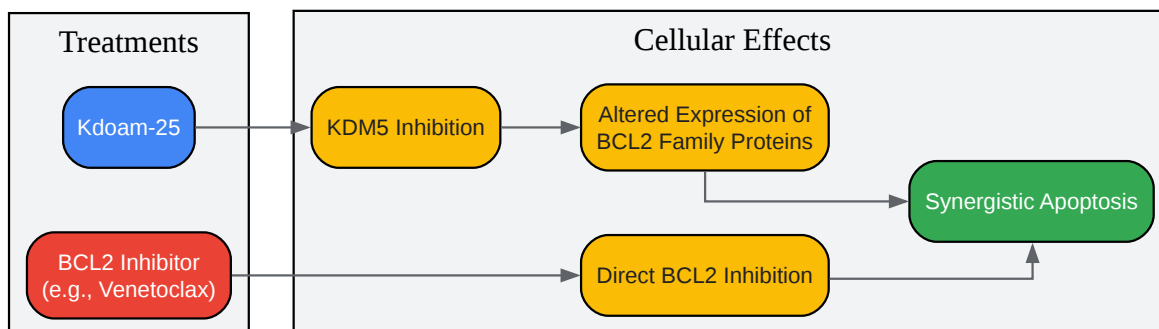 Treatments
Cellular Effects
Kdoam-25
KDM5 Inhibition
Altered Expression of
BCL2 Family Proteins
Synergistic Apoptosis
BCL2 Inhibitor
(e.g., Venetoclax)
Direct BCL2 Inhibition